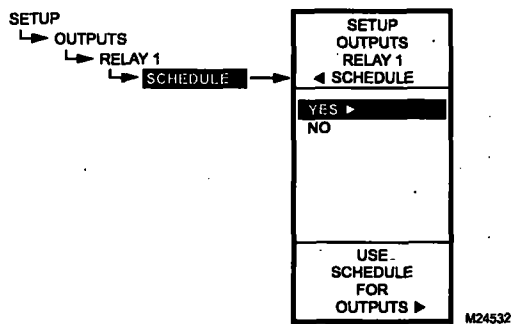 SETUP
OUTPUTS
RELAY 1
SCHEDULE
SETUP
OUTPUTS
RELAY 1
◄ SCHEDULE
YES ►
NO
USE
SCHEDULE
FOR
OUTPUTS ►
M24532